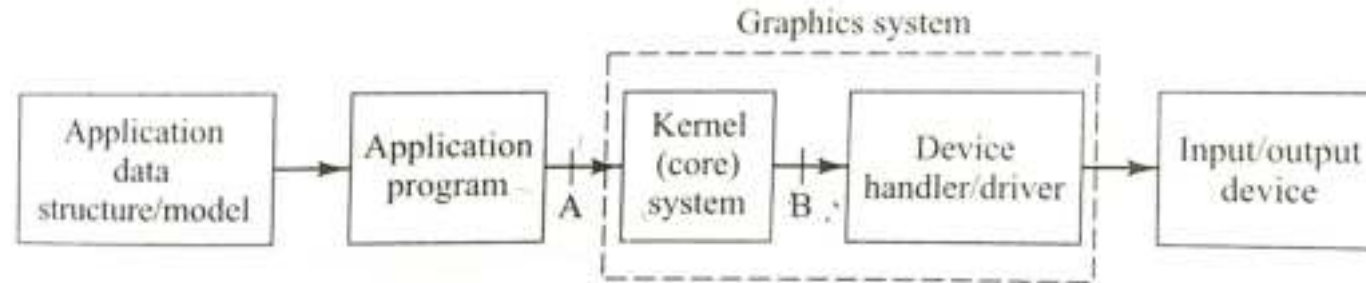 Graphics system
Application
data
structure/model
Application
program
A
Kernel
(core)
system
B
Device
handler/driver
Input/output
device